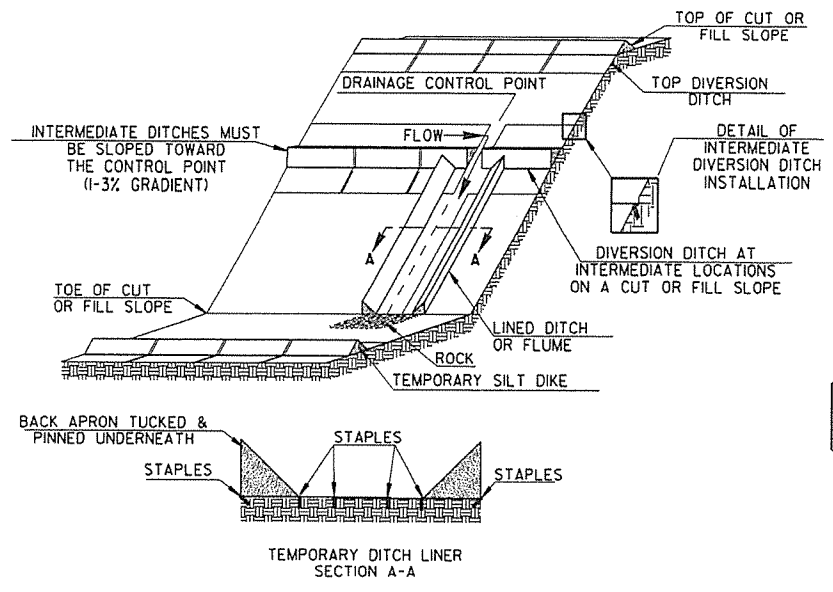 TOP OF CUT OR
FILL SLOPE
DRAINAGE CONTROL POINT
TOP DIVERSION
DITCH
INTERMEDIATE DITCHES MUST
BE SLOPED TOWARD
THE CONTROL POINT
(1-3% GRADIENT)
FLOW
DETAIL OF
INTERMEDIATE
DIVERSION DITCH
INSTALLATION
A
A
DIVERSION DITCH AT
INTERMEDIATE LOCATIONS
ON A CUT OR FILL SLOPE
TOE OF CUT
OR FILL SLOPE
LINED DITCH
OR FLUME
ROCK
TEMPORARY SILT DIKE
BACK APRON TUCKED &
PINNED UNDERNEATH
STAPLES
STAPLES
STAPLES
TEMPORARY DITCH LINER
SECTION A-A